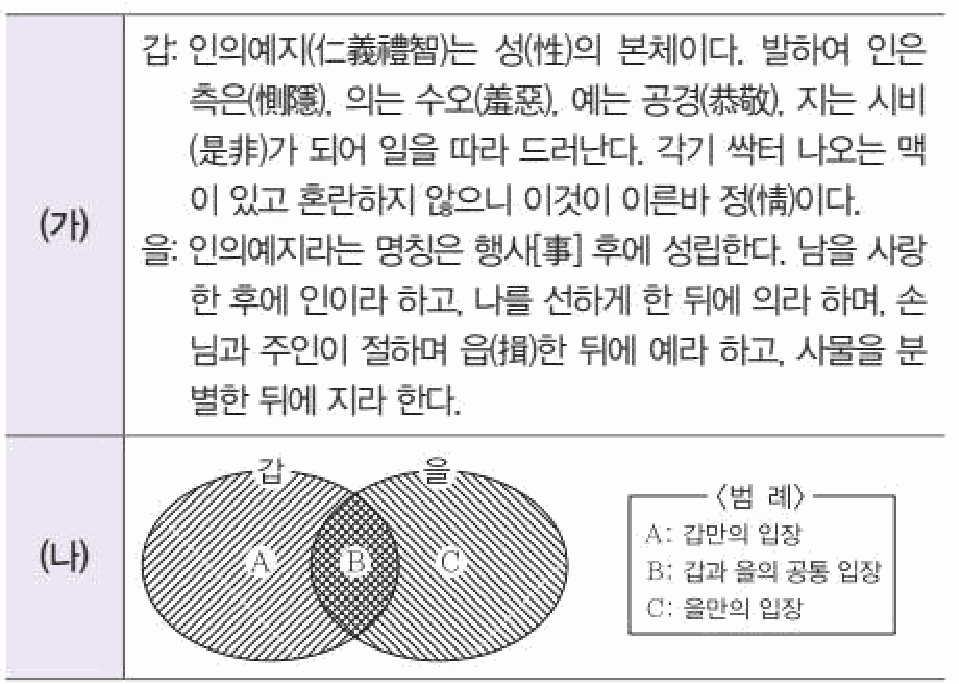 (가)
갑: 인의예지(仁義禮智)는 성(性)의 본체이다. 발하여 인은
측은(惻隱), 의는 수오(羞惡), 예는 공경(恭敬), 지는 시비
(是非)가 되어 일을 따라 드러난다. 각기 싹터 나오는 맥
이 있고 혼란하지 않으니 이것이 이른바 정(情)이다.
을: 인의예지라는 명칭은 행사[事] 후에 성립한다. 남을 사랑
한 후에 인이라 하고, 나를 선하게 한 뒤에 의라 하며, 손
님과 주인이 절하며 읍(揖)한 뒤에 예라 하고, 사물을 분
별한 뒤에 지라 한다.
(나)
갑
을
A
B
C
〈범 례〉
A: 갑만의 입장
B: 갑과 을의 공통 입장
C: 을만의 입장